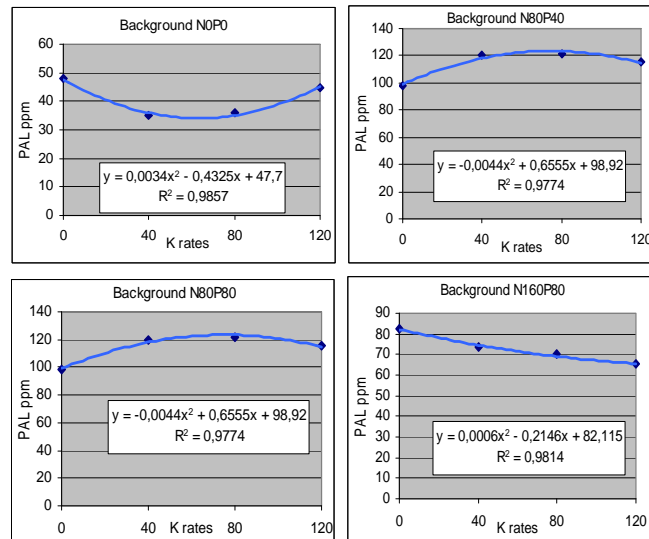 Background N0P0
60
50
40
30
20
10
0
PAL ppm
y = 0,0034x² - 0,4325x + 47,7
R² = 0,9857
0 40 80 120
K rates
Background N80P40
140
120
100
80
60
40
20
0
PAL ppm
y = -0,0044x² + 0,6555x + 98,92
R² = 0,9774
0 40 80 120
K rates
Background N80P80
140
120
100
80
60
40
20
0
PAL ppm
y = -0,0044x² + 0,6555x + 98,92
R² = 0,9774
0 40 80 120
K rates
Background N160P80
90
80
70
60
50
40
30
20
10
0
PAL ppm
y = 0,0006x² - 0,2146x + 82,115
R² = 0,9814
0 40 80 120
K rates